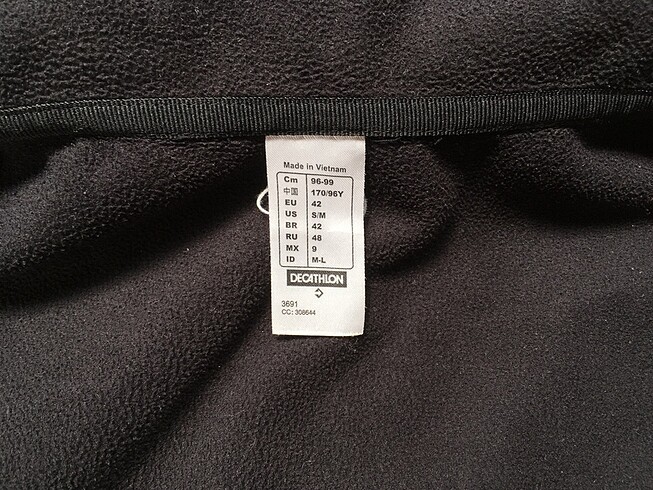 Made in Vietnam
Cm 96-99
中国 170/96Y
EU 42
US S/M
BR 42
RU 48
MX 9
ID M-L
DECATHLON
3691
CC: 308644